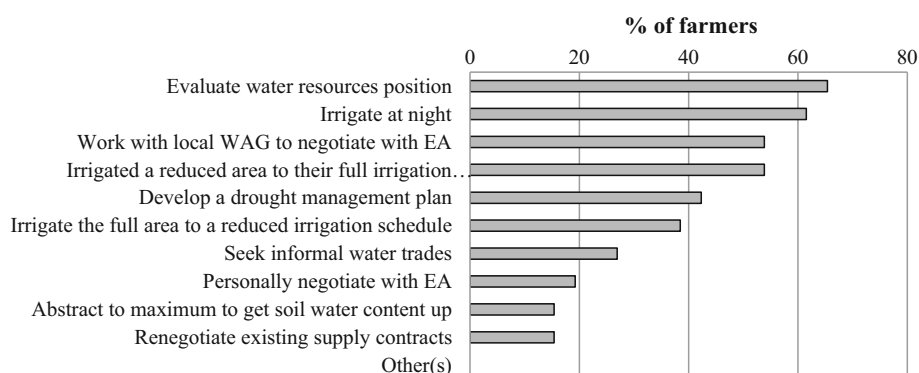 % of farmers
0 20 40 60 80
Evaluate water resources position
Irrigate at night
Work with local WAG to negotiate with EA
Irrigated a reduced area to their full irrigation…
Develop a drought management plan
Irrigate the full area to a reduced irrigation schedule
Seek informal water trades
Personally negotiate with EA
Abstract to maximum to get soil water content up
Renegotiate existing supply contracts
Other(s)